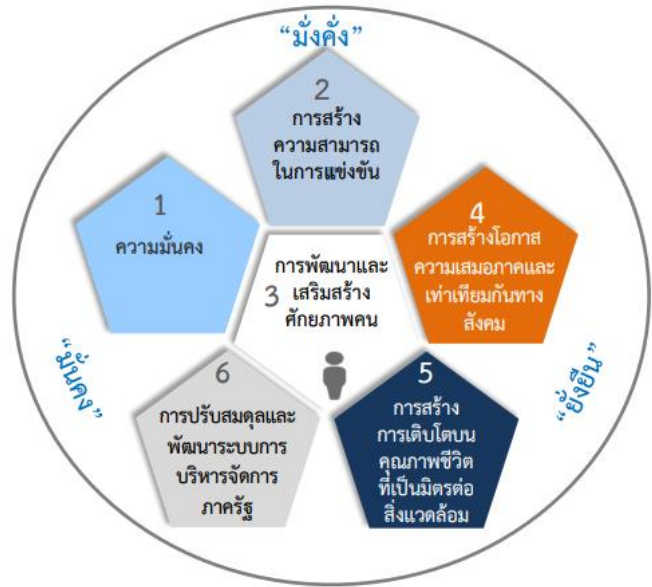 “มั่งคั่ง”
2
การสร้าง
ความสามารถ
ในการแข่งขัน
1
ความมั่นคง
4
การสร้างโอกาส
ความเสมอภาคและ
เท่าเทียมกันทาง
สังคม
การพัฒนาและ
3 เสริมสร้าง
ศักยภาพคน
“มั่นคง”
“ยั่งยืน”
6
การปรับสมดุลและ
พัฒนาระบบการ
บริหารจัดการ
ภาครัฐ
5
การสร้าง
การเติบโตบน
คุณภาพชีวิต
ที่เป็นมิตรต่อ
สิ่งแวดล้อม